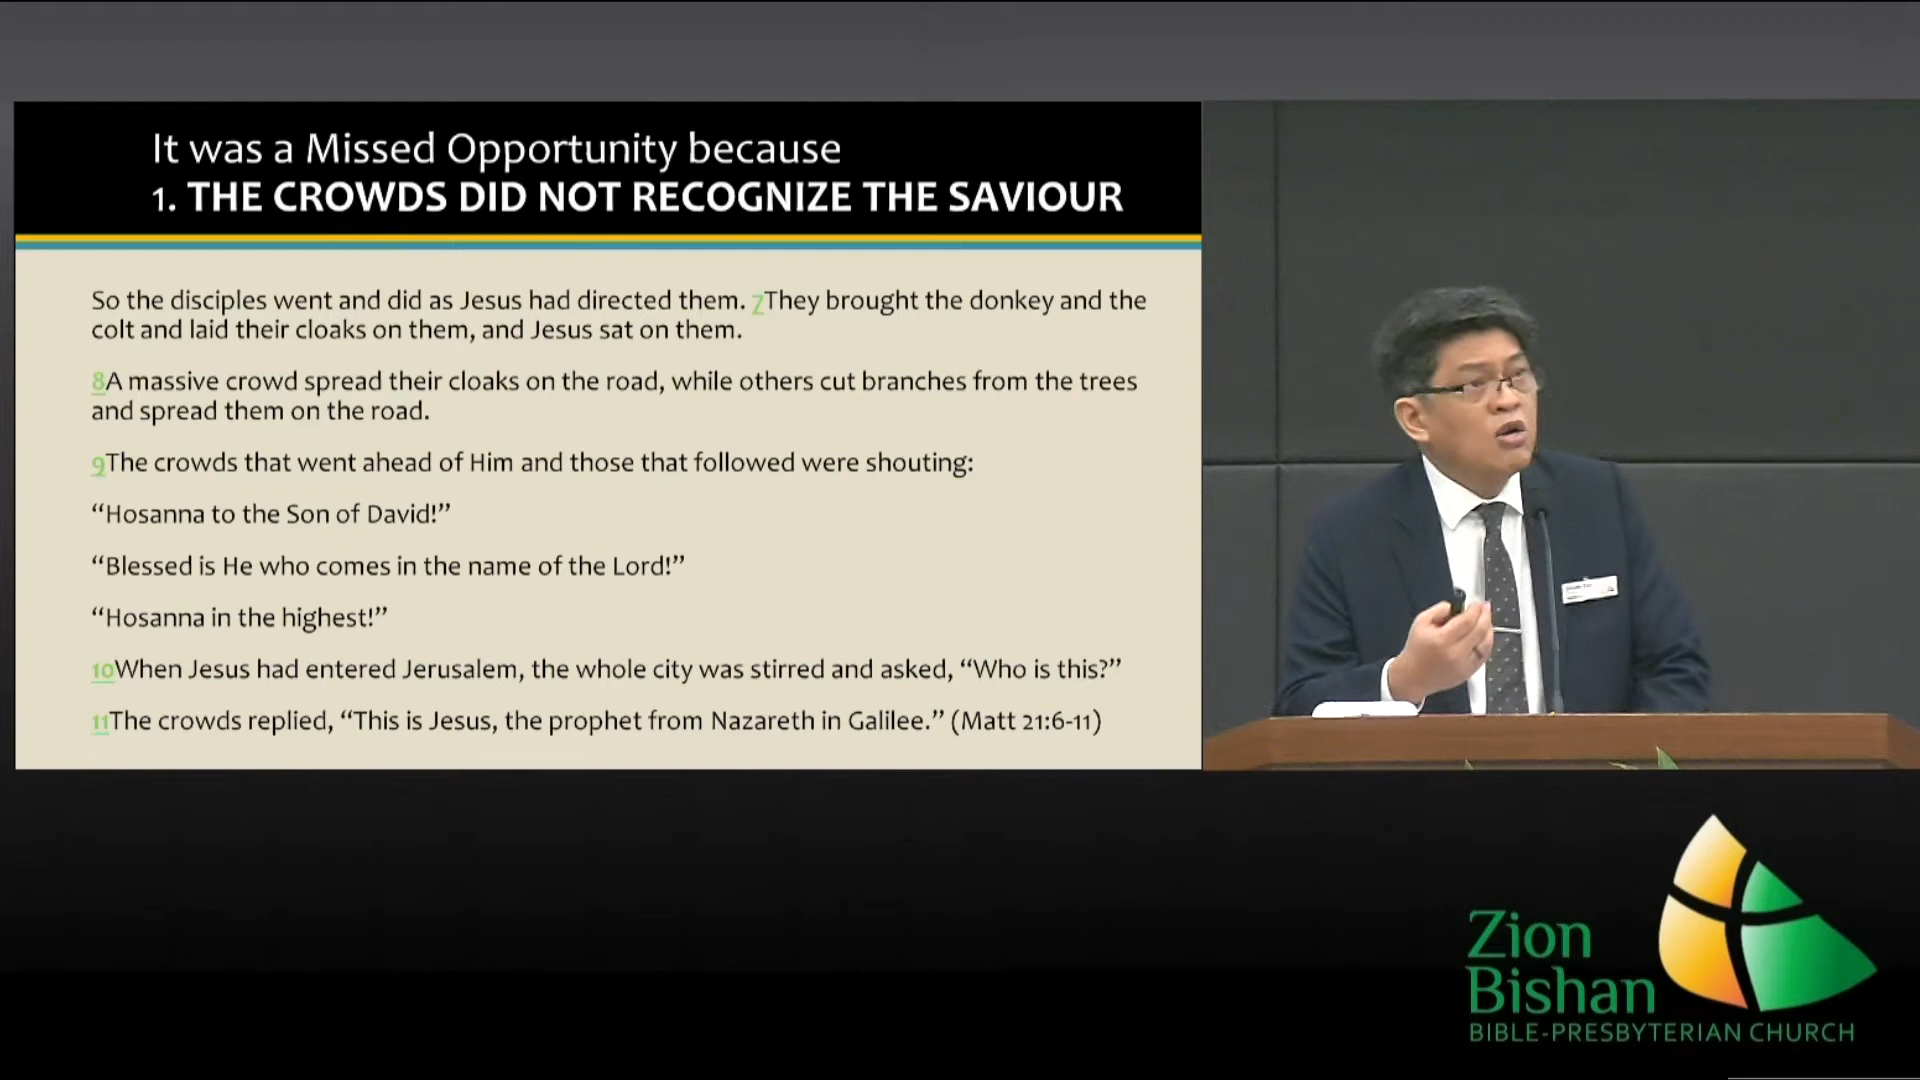 It was a Missed Opportunity because
1. THE CROWDS DID NOT RECOGNIZE THE SAVIOUR
So the disciples went and did as Jesus had directed them. 7They brought the donkey and the
colt and laid their cloaks on them, and Jesus sat on them.
8A massive crowd spread their cloaks on the road, while others cut branches from the trees
and spread them on the road.
9The crowds that went ahead of Him and those that followed were shouting:
“Hosanna to the Son of David!”
“Blessed is He who comes in the name of the Lord!”
“Hosanna in the highest!”
10When Jesus had entered Jerusalem, the whole city was stirred and asked, “Who is this?”
11The crowds replied, “This is Jesus, the prophet from Nazareth in Galilee.” (Matt 21:6-11)
Zion
Bishan
BIBLE-PRESBYTERIAN CHURCH